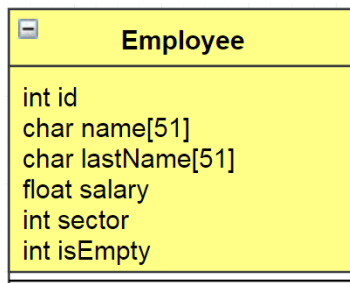 Employee
int id
char name[51]
char lastName[51]
float salary
int sector
int isEmpty